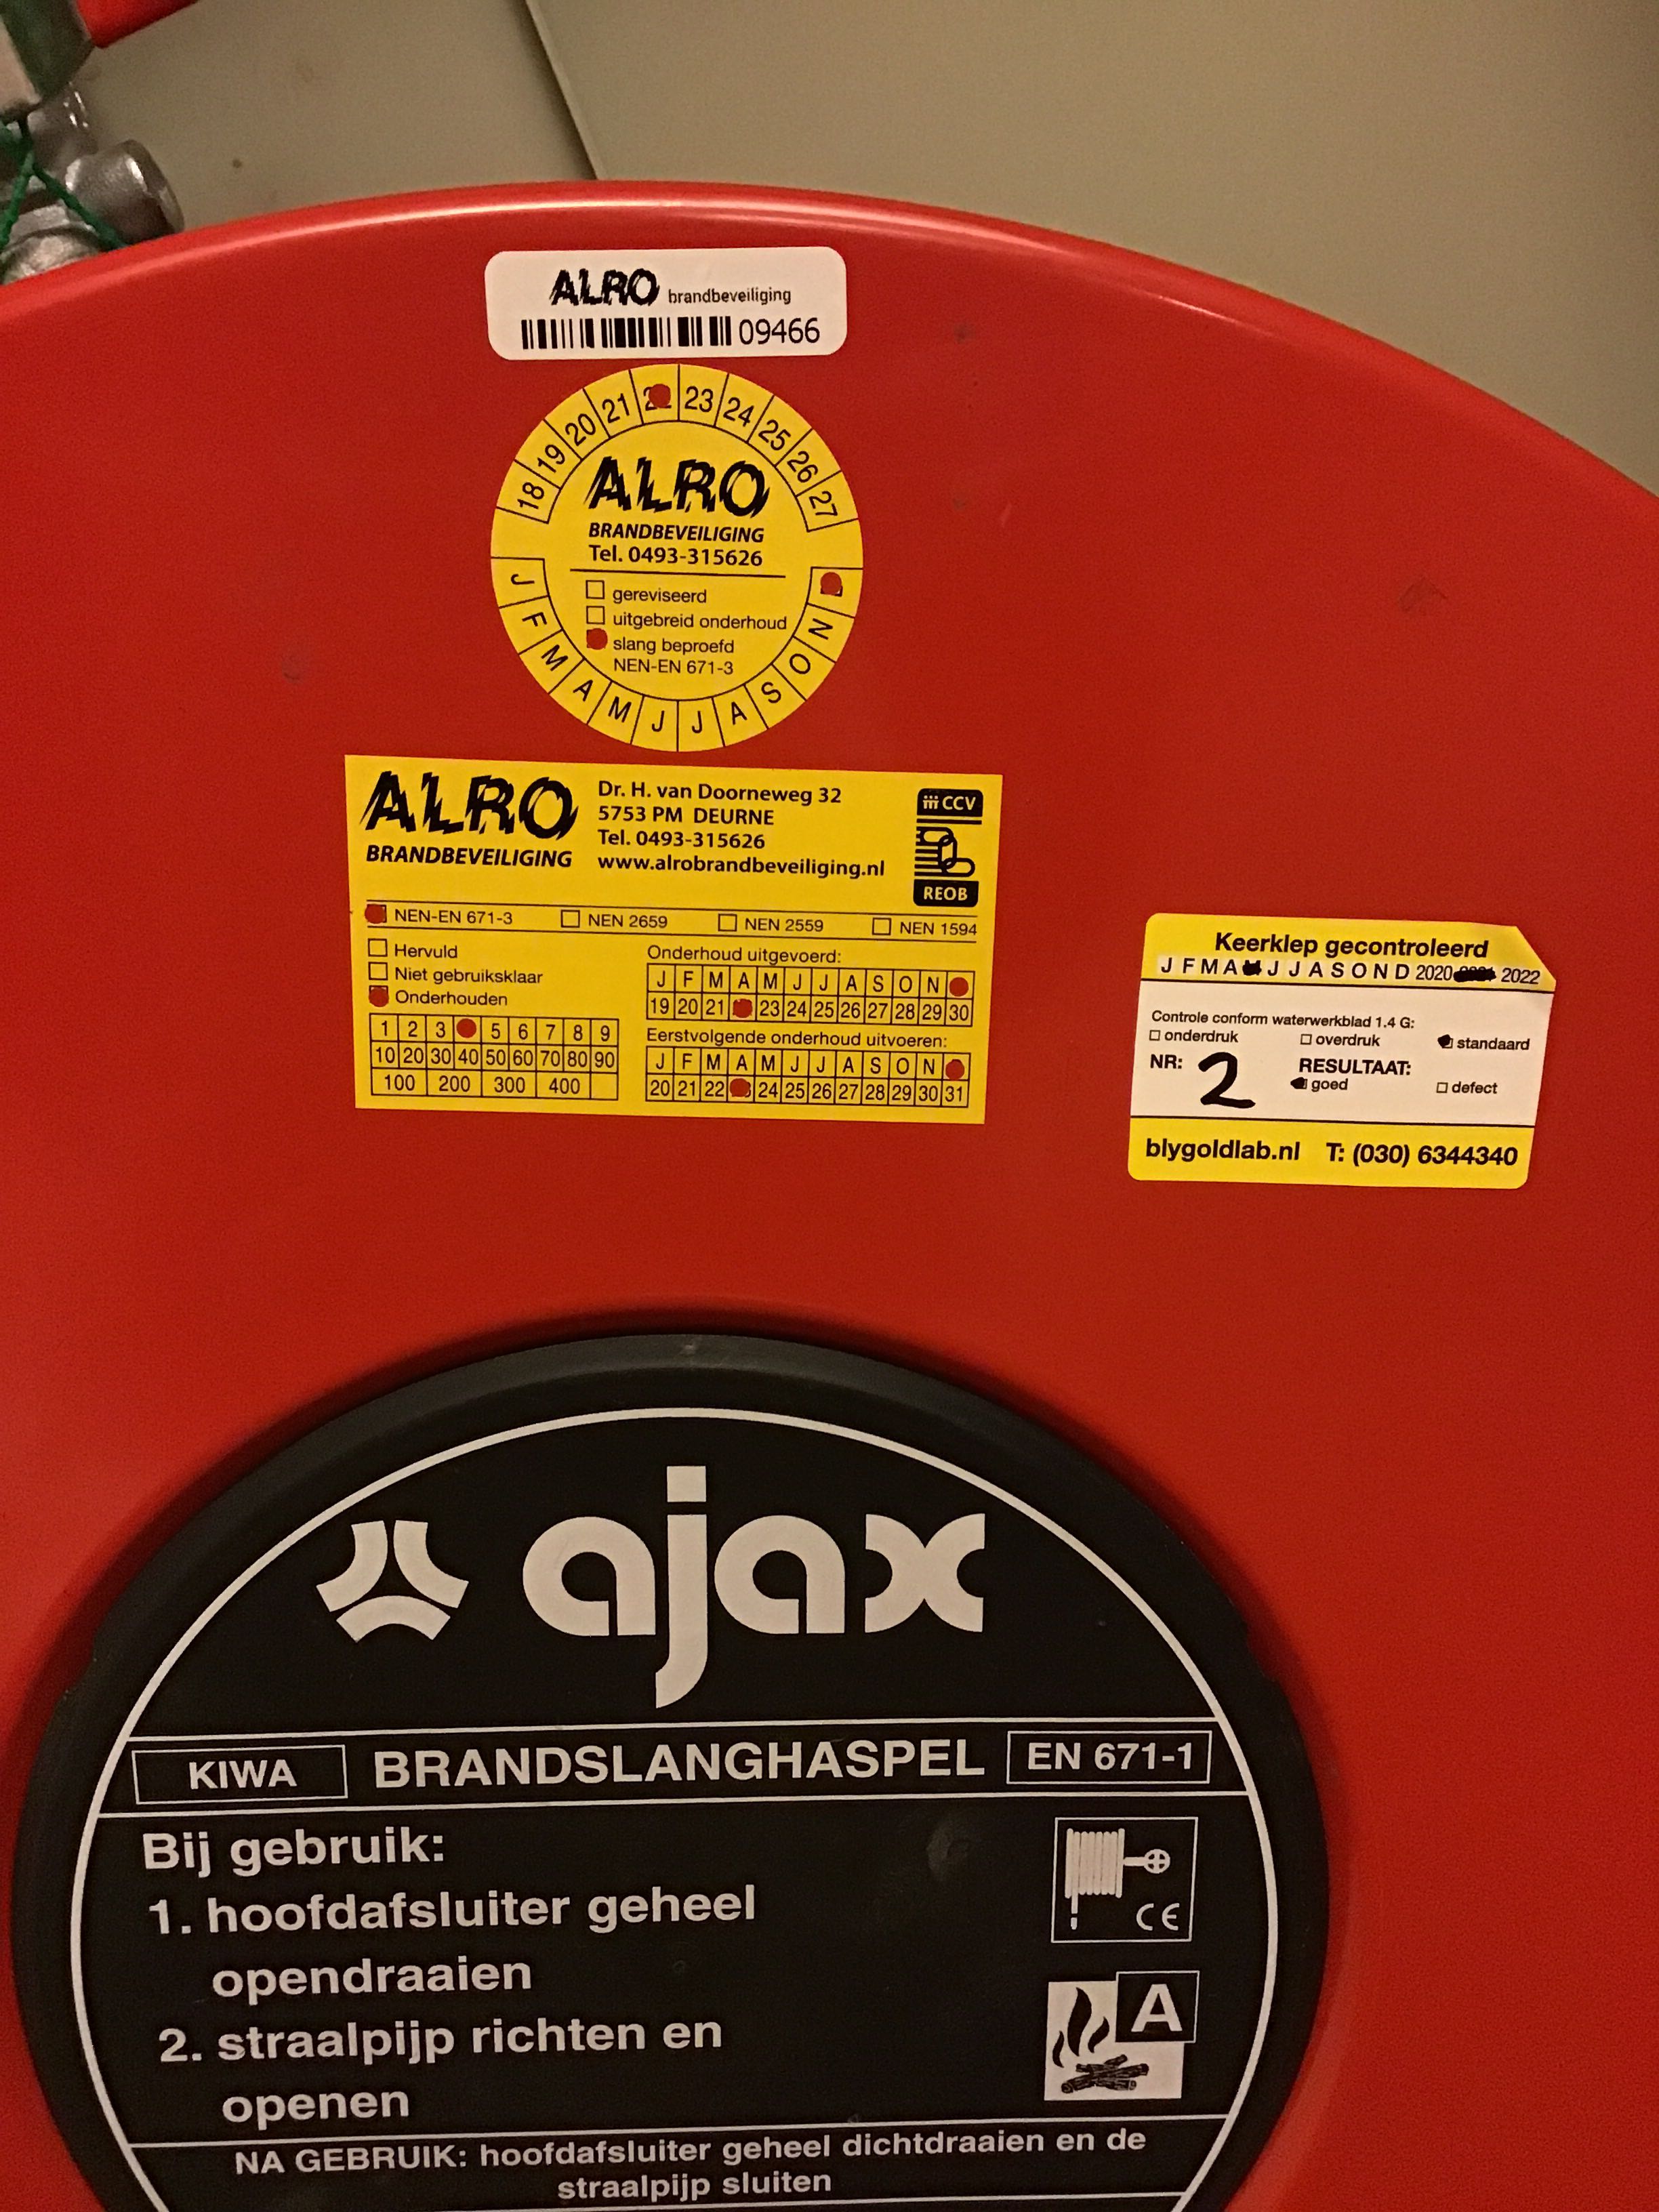 ALRO brandbeveiliging
09466
18 19 20 21 23 24 25 26 27
ALRO
BRANDBEVEILIGING
Tel. 0493-315626
gereviseerd
uitgebreid onderhoud
slang beproefd
NEN-EN 671-3
J F M A M J J A S O N
ALRO
BRANDBEVEILIGING
Dr. H. van Doorneweg 32
5753 PM DEURNE
Tel. 0493-315626
www.alrobrandbeveiliging.nl
CCV
REOB
NEN-EN 671-3 NEN 2659 NEN 2559 NEN 1594
Hervuld
Niet gebruiksklaar
Onderhouden
1 2 3 5 6 7 8 9
10 20 30 40 50 60 70 80 90
100 200 300 400
Onderhoud uitgevoerd:
J F M A M J J A S O N
19 20 21 23 24 25 26 27 28 29 30
Eerstvolgende onderhoud uitvoeren:
J F M A M J J A S O N
20 21 22 24 25 26 27 28 29 30 31
Keerklep gecontroleerd
J F M A J J A S O N D 2020 2022
Controle conform waterwerkblad 1.4 G:
onderdruk overdruk standaard
NR: 2 RESULTAAT:
goed defect
blygoldlab.nl T: (030) 6344340
ajax
KIWA BRANDSLANGHASPEL EN 671-1
Bij gebruik:
1. hoofdafsluiter geheel
opendraaien
2. straalpijp richten en
openen
CE
A
NA GEBRUIK: hoofdafsluiter geheel dichtdraaien en de
straalpijp sluiten